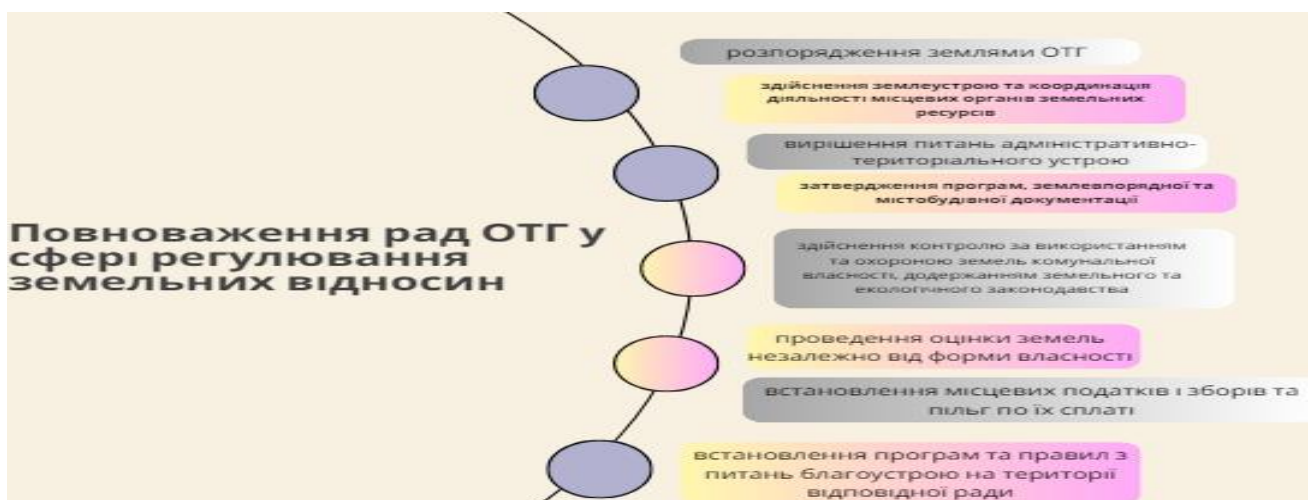 Повноваження рад ОТГ у
сфері регулювання
земельних відносин
розпорядження землями ОТГ
здійснення землеустрою та координація
діяльності місцевих органів земельних
ресурсів
вирішення питань адміністративно-
територіального устрою
затвердження програм, землевпорядної та
містобудівної документації
здійснення контролю за використанням
та охороною земель комунальної
власності, додержанням земельного та
екологічного законодавства
проведення оцінки земель
незалежно від форми власності
встановлення місцевих податків і зборів та
пільг по їх сплаті
встановлення програм та правил з
питань благоустрою на території
відповідної ради